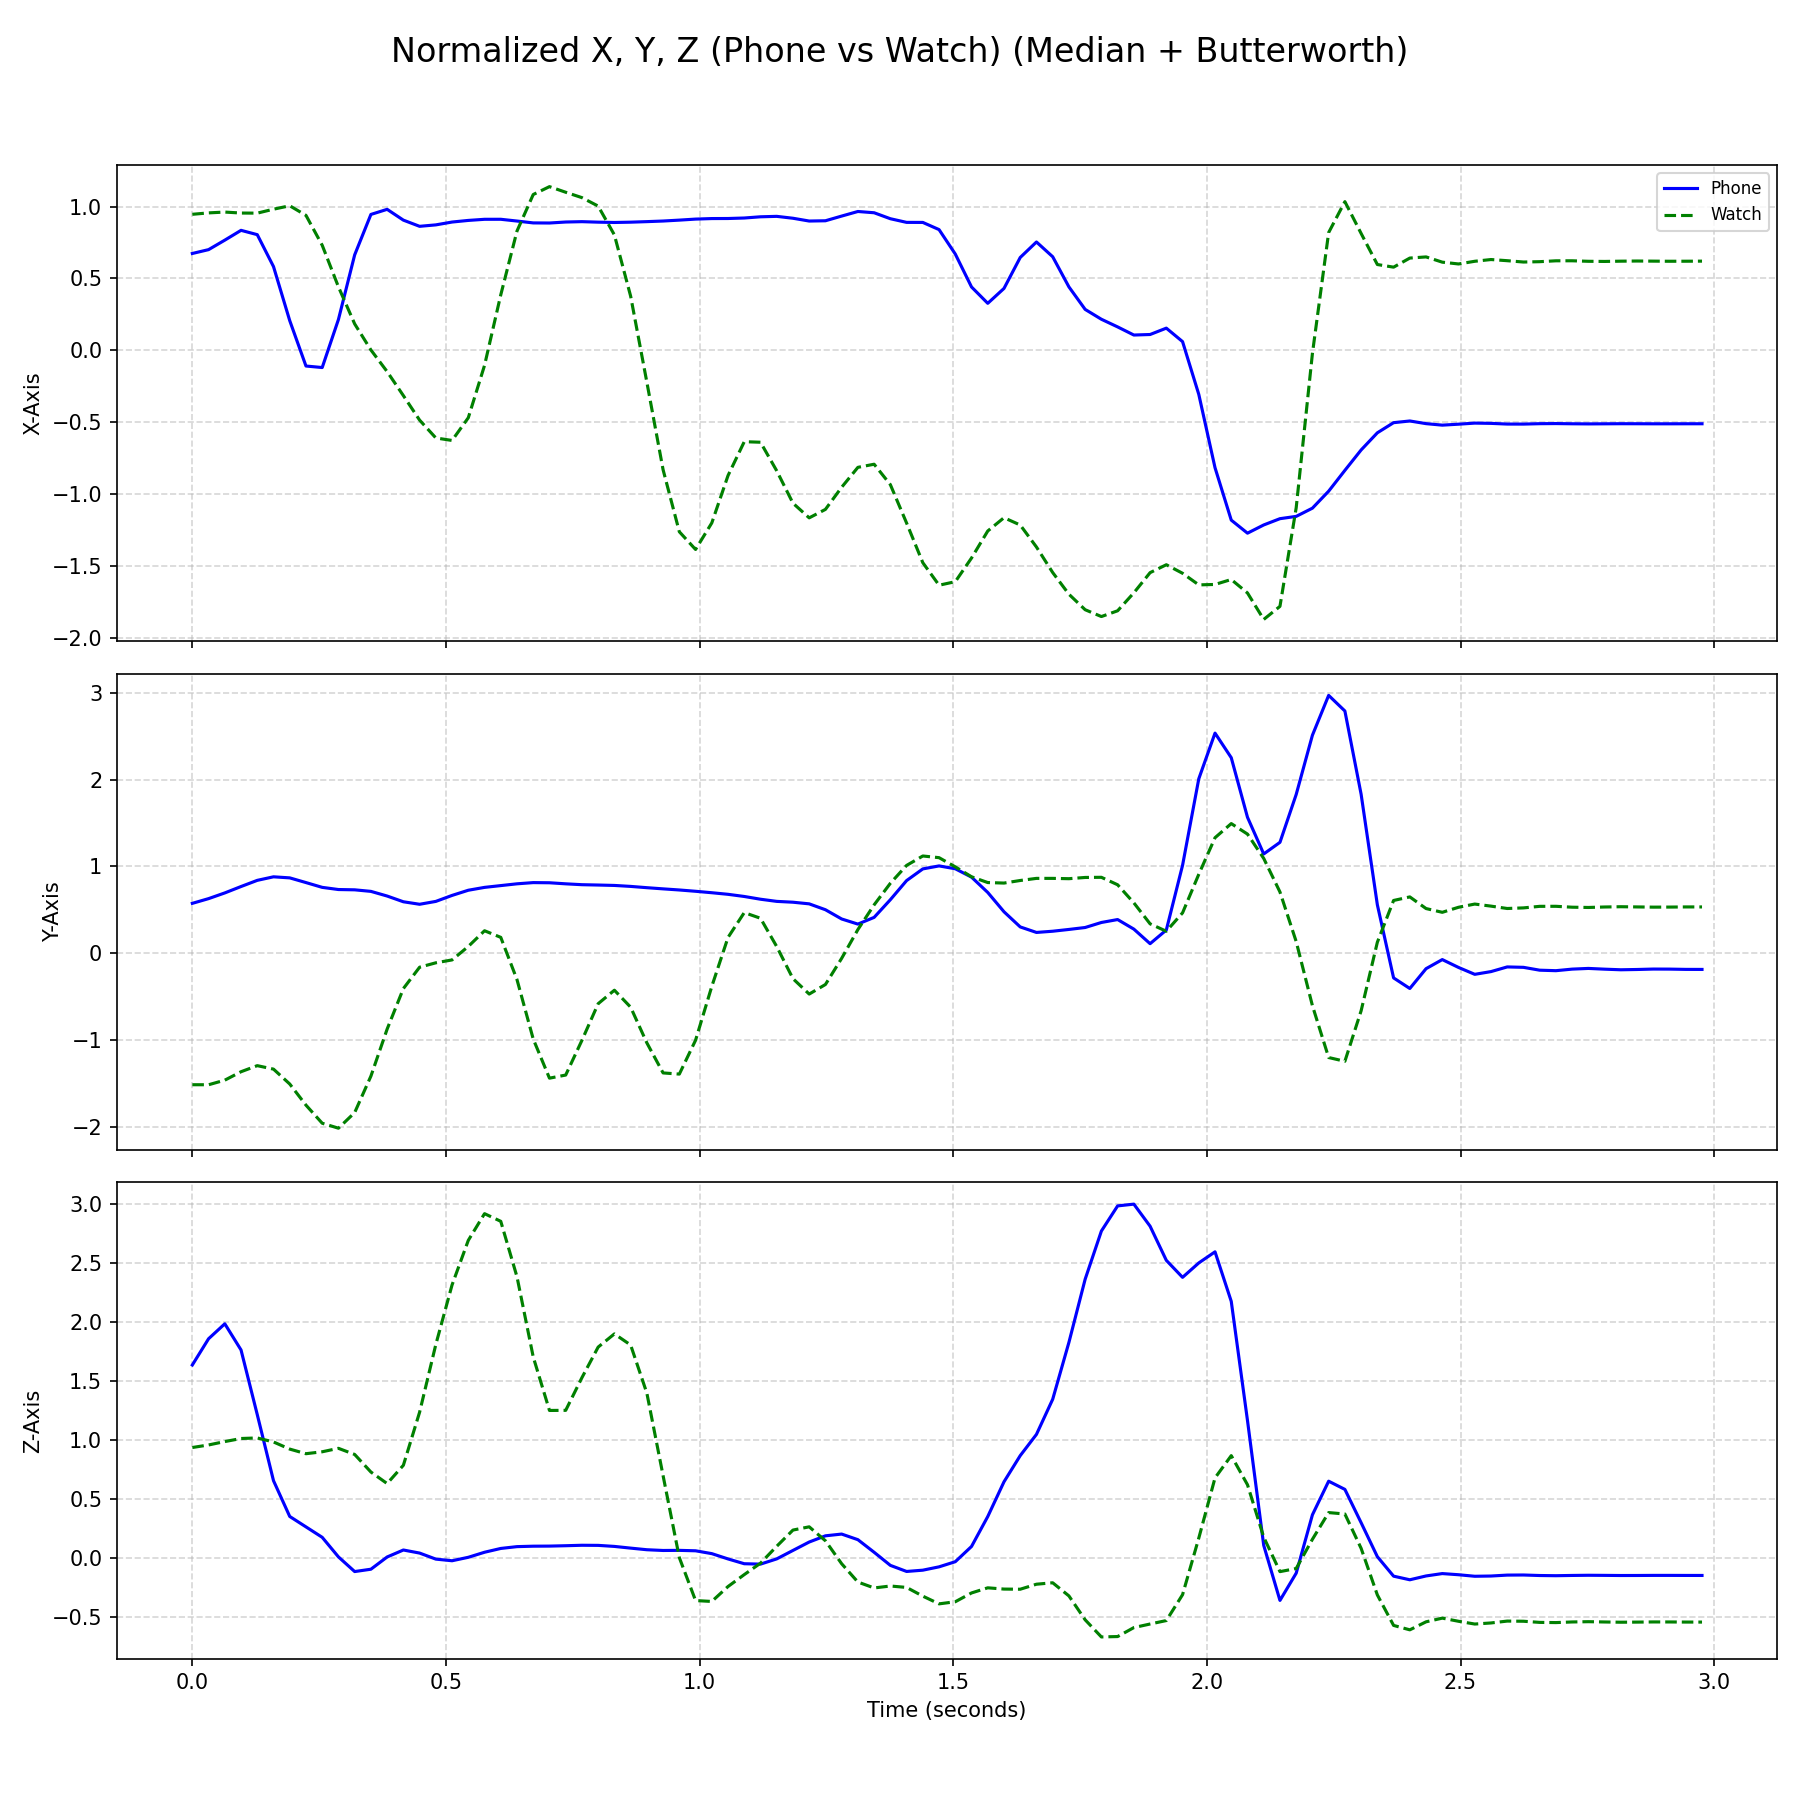 Normalized X, Y, Z (Phone vs Watch) (Median + Butterworth)
Phone
Watch
1.0
0.5
0.0
−0.5
−1.0
−1.5
−2.0
X-Axis
3
2
1
0
−1
−2
Y-Axis
3.0
2.5
2.0
1.5
1.0
0.5
0.0
−0.5
Z-Axis
0.0 0.5 1.0 1.5 2.0 2.5 3.0
Time (seconds)